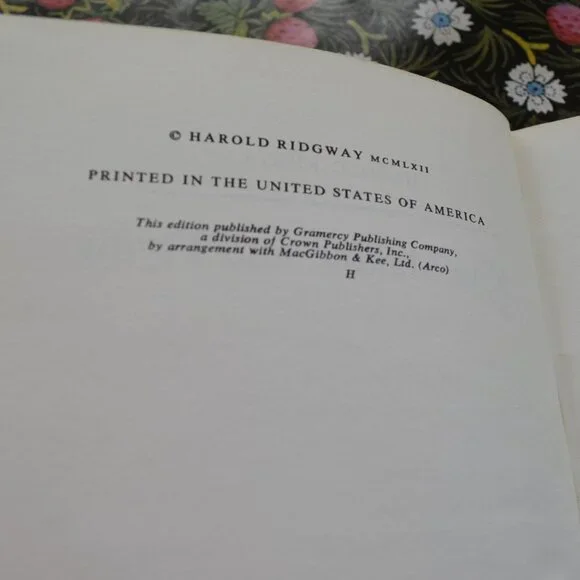 © HAROLD RIDGWAY MCMLXII
PRINTED IN THE UNITED STATES OF AMERICA
This edition published by Gramercy Publishing Company,
a division of Crown Publishers, Inc.,
by arrangement with MacGibbon & Kee, Ltd. (Arco)
H